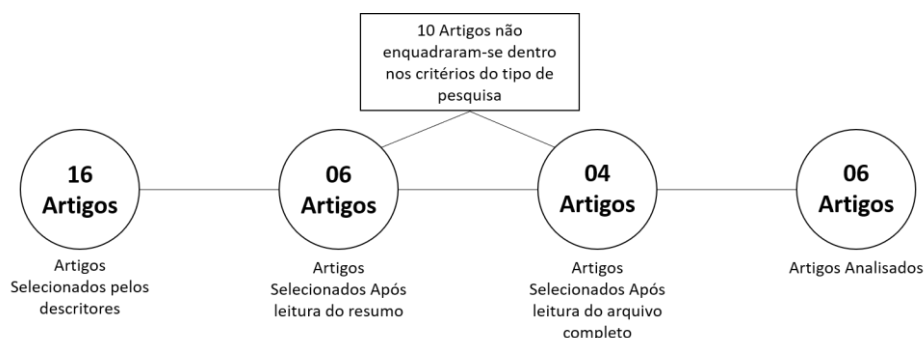 10 Artigos não
enquadraram-se dentro
nos critérios do tipo de
pesquisa
16
Artigos
06
Artigos
04
Artigos
06
Artigos
Artigos
Selecionados pelos
descritores
Artigos
Selecionados Após
leitura do resumo
Artigos
Selecionados Após
leitura do arquivo
completo
Artigos Analisados